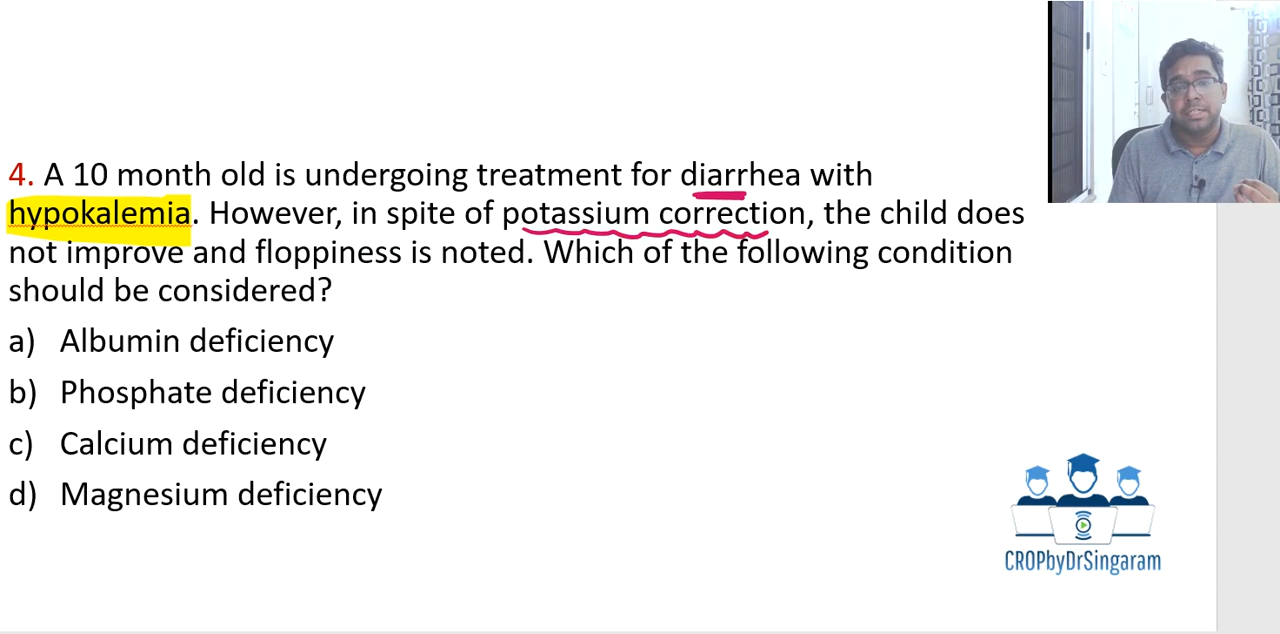 4. A 10 month old is undergoing treatment for diarrhea with
hypokalemia. However, in spite of potassium correction, the child does
not improve and floppiness is noted. Which of the following condition
should be considered?
a) Albumin deficiency
b) Phosphate deficiency
c) Calcium deficiency
d) Magnesium deficiency
CROPbyDrSingaram